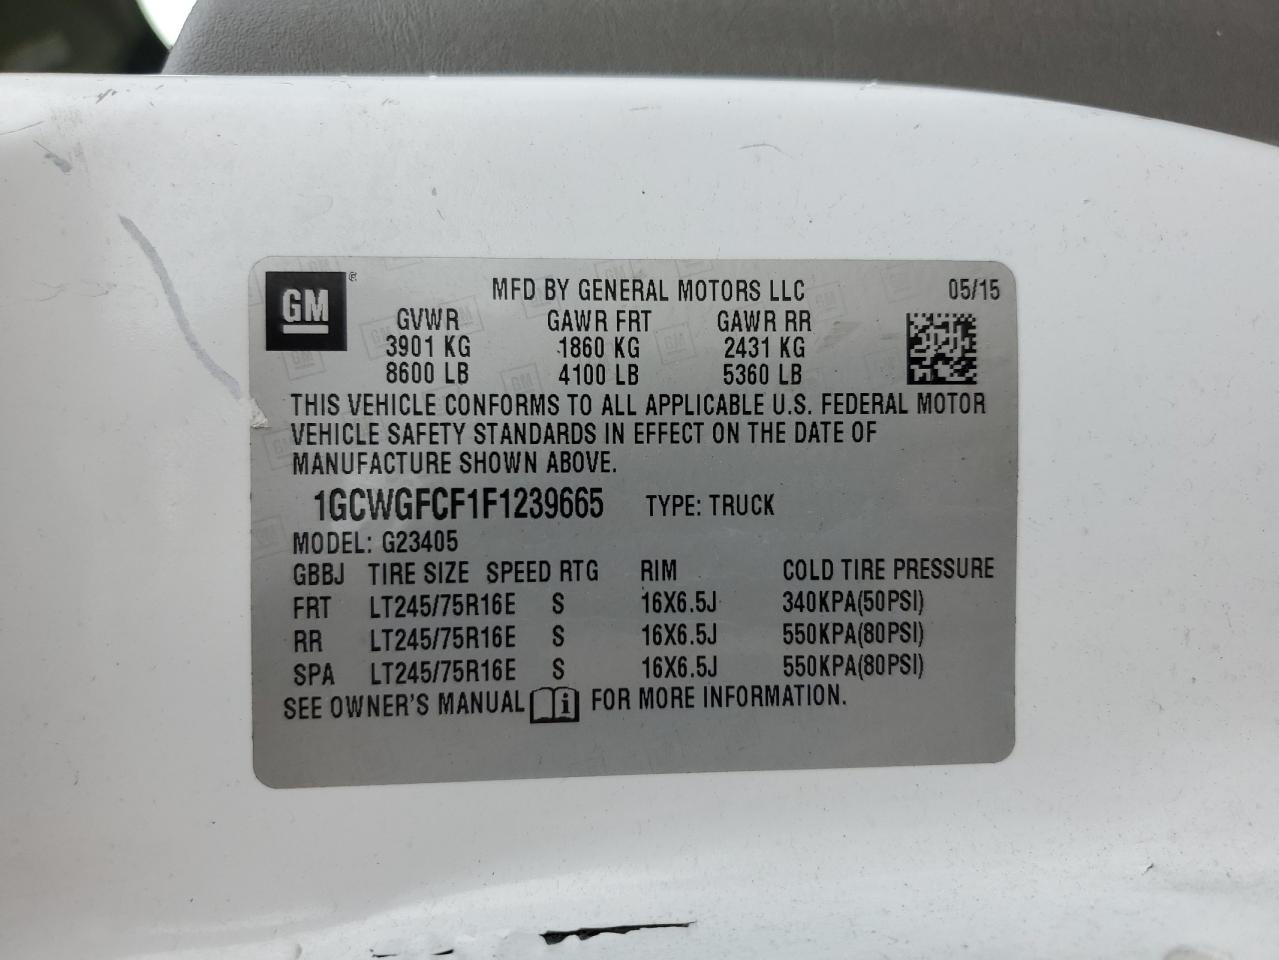 GM®
MFD BY GENERAL MOTORS LLC 05/15
GVWR GAWR FRT GAWR RR
3901 KG 1860 KG 2431 KG
8600 LB 4100 LB 5360 LB
THIS VEHICLE CONFORMS TO ALL APPLICABLE U.S. FEDERAL MOTOR
VEHICLE SAFETY STANDARDS IN EFFECT ON THE DATE OF
MANUFACTURE SHOWN ABOVE.
1GCWGFCF1F1239665 TYPE: TRUCK
MODEL: G23405
GBBJ TIRE SIZE SPEED RTG RIM COLD TIRE PRESSURE
FRT LT245/75R16E S 16X6.5J 340KPA(50PSI)
RR LT245/75R16E S 16X6.5J 550KPA(80PSI)
SPA LT245/75R16E S 16X6.5J 550KPA(80PSI)
SEE OWNER'S MANUAL i FOR MORE INFORMATION.